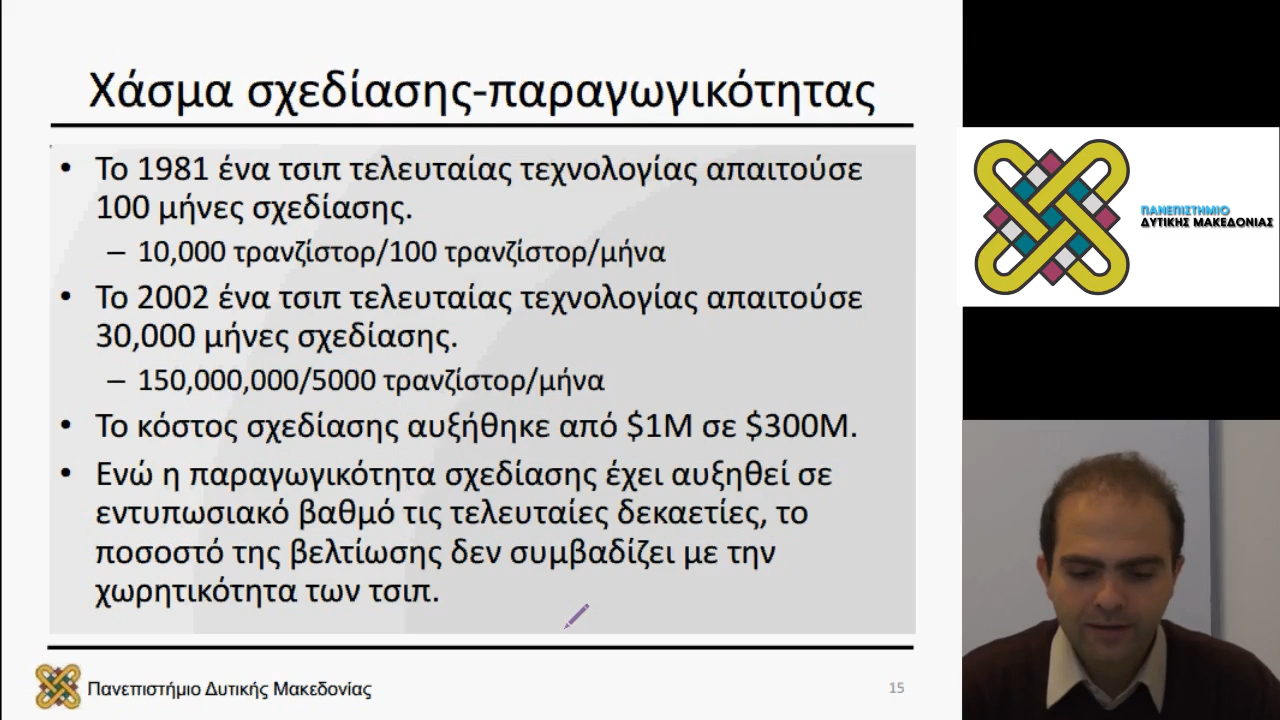 Χάσμα σχεδίασης-παραγωγικότητας
• Το 1981 ένα τσιπ τελευταίας τεχνολογίας απαιτούσε
100 μήνες σχεδίασης.
– 10,000 τρανζίστορ/100 τρανζίστορ/μήνα
• Το 2002 ένα τσιπ τελευταίας τεχνολογίας απαιτούσε
30,000 μήνες σχεδίασης.
– 150,000,000/5000 τρανζίστορ/μήνα
• Το κόστος σχεδίασης αυξήθηκε από $1M σε $300M.
• Ενώ η παραγωγικότητα σχεδίασης έχει αυξηθεί σε
εντυπωσιακό βαθμό τις τελευταίες δεκαετίες, το
ποσοστό της βελτίωσης δεν συμβαδίζει με την
χωρητικότητα των τσιπ.
Πανεπιστήμιο Δυτικής Μακεδονίας
15
ΠΑΝΕΠΙΣΤΗΜΙΟ
ΔΥΤΙΚΗΣ ΜΑΚΕΔΟΝΙΑΣ